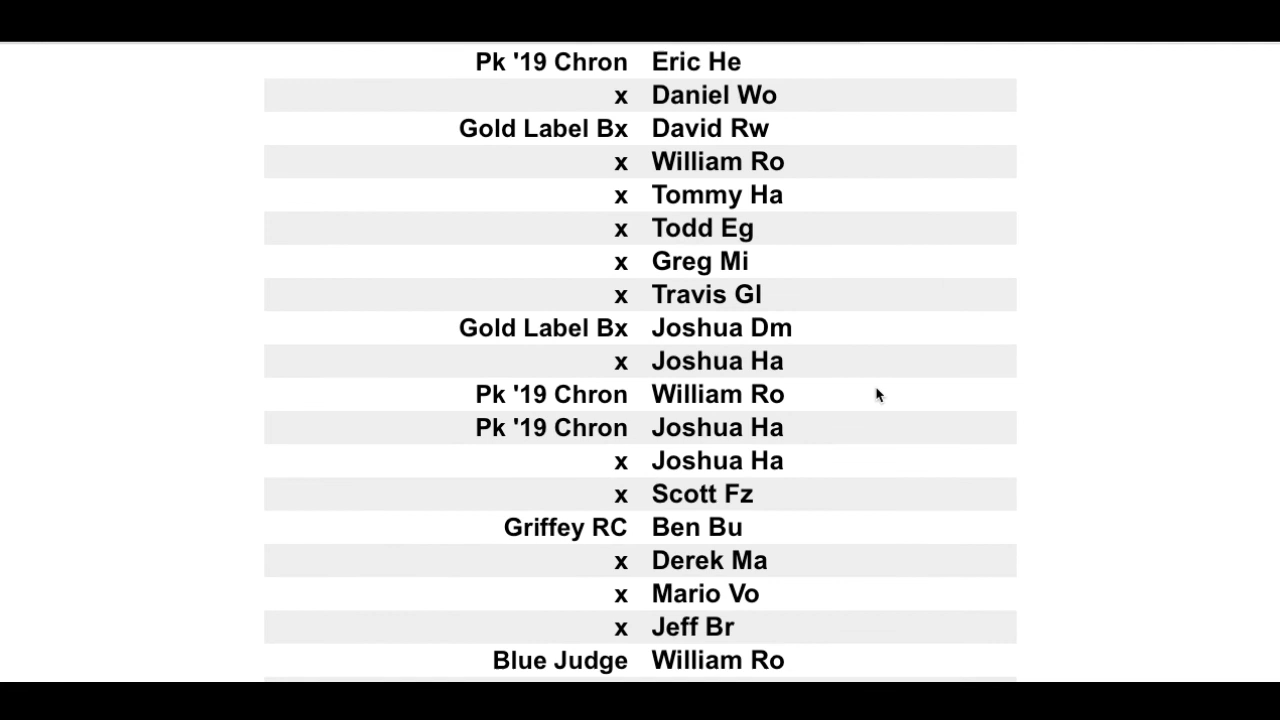 Pk '19 Chron Eric He
x Daniel Wo
Gold Label Bx David Rw
x William Ro
x Tommy Ha
x Todd Eg
x Greg Mi
x Travis Gl
Gold Label Bx Joshua Dm
x Joshua Ha
Pk '19 Chron William Ro
Pk '19 Chron Joshua Ha
x Joshua Ha
x Scott Fz
Griffey RC Ben Bu
x Derek Ma
x Mario Vo
x Jeff Br
Blue Judge William Ro